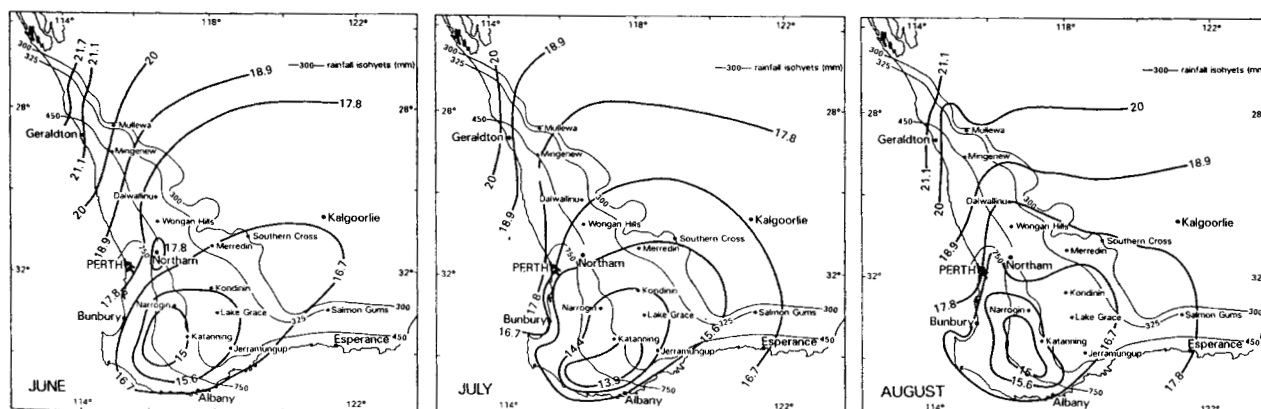 114°
118°
122°
300
325
21.7
21.1
20
18.9
17.8
—300— rainfall isohyets (mm)
28°
28°
450
Geraldton
Mullewa
Mingenew
21.1
20
Dalwallinu
300
Wongan Hills
Kalgoorlie
18.9
17.8
750
Southern Cross
Merredin
Northam
32°
PERTH
32°
16.7
17.8
Kondinin
Narrogin
Lake Grace
325
Salmon Gums
300
Bunbury
Katanning
15
Esperance
450
Jerramungup
15.6
16.7
750
JUNE
Albany
114°
122°
114°
118°
122°
300
325
20
18.9
—300— rainfall isohyets (mm)
28°
28°
17.8
450
Mullewa
Geraldton
Mingenew
20
Dalwallinu
300
18.9
Wongan Hills
Kalgoorlie
Southern Cross
750
Merredin
PERTH
Northam
32°
32°
17.8
Kondinin
Narrogin
Bunbury
Lake Grace
325
Salmon Gums
300
16.7
15.6
Katanning
14.4
Esperance
450
Jerramungup
13.9
16.7
750
JULY
Albany
114°
122°
114°
118°
122°
300
325
21.1
—300— rainfall isohyets (mm)
20
28°
28°
450
Mullewa
Geraldton
Mingenew
18.9
21.1
20
Dalwallinu
300
Wongan Hills
Kalgoorlie
Southern Cross
18.9
750
Merredin
PERTH
Northam
32°
32°
17.8
Kondinin
Narrogin
Bunbury
Lake Grace
325
Salmon Gums
300
16.7
Katanning
Esperance
450
Jerramungup
15.6
17.8
750
AUGUST
Albany
114°
122°